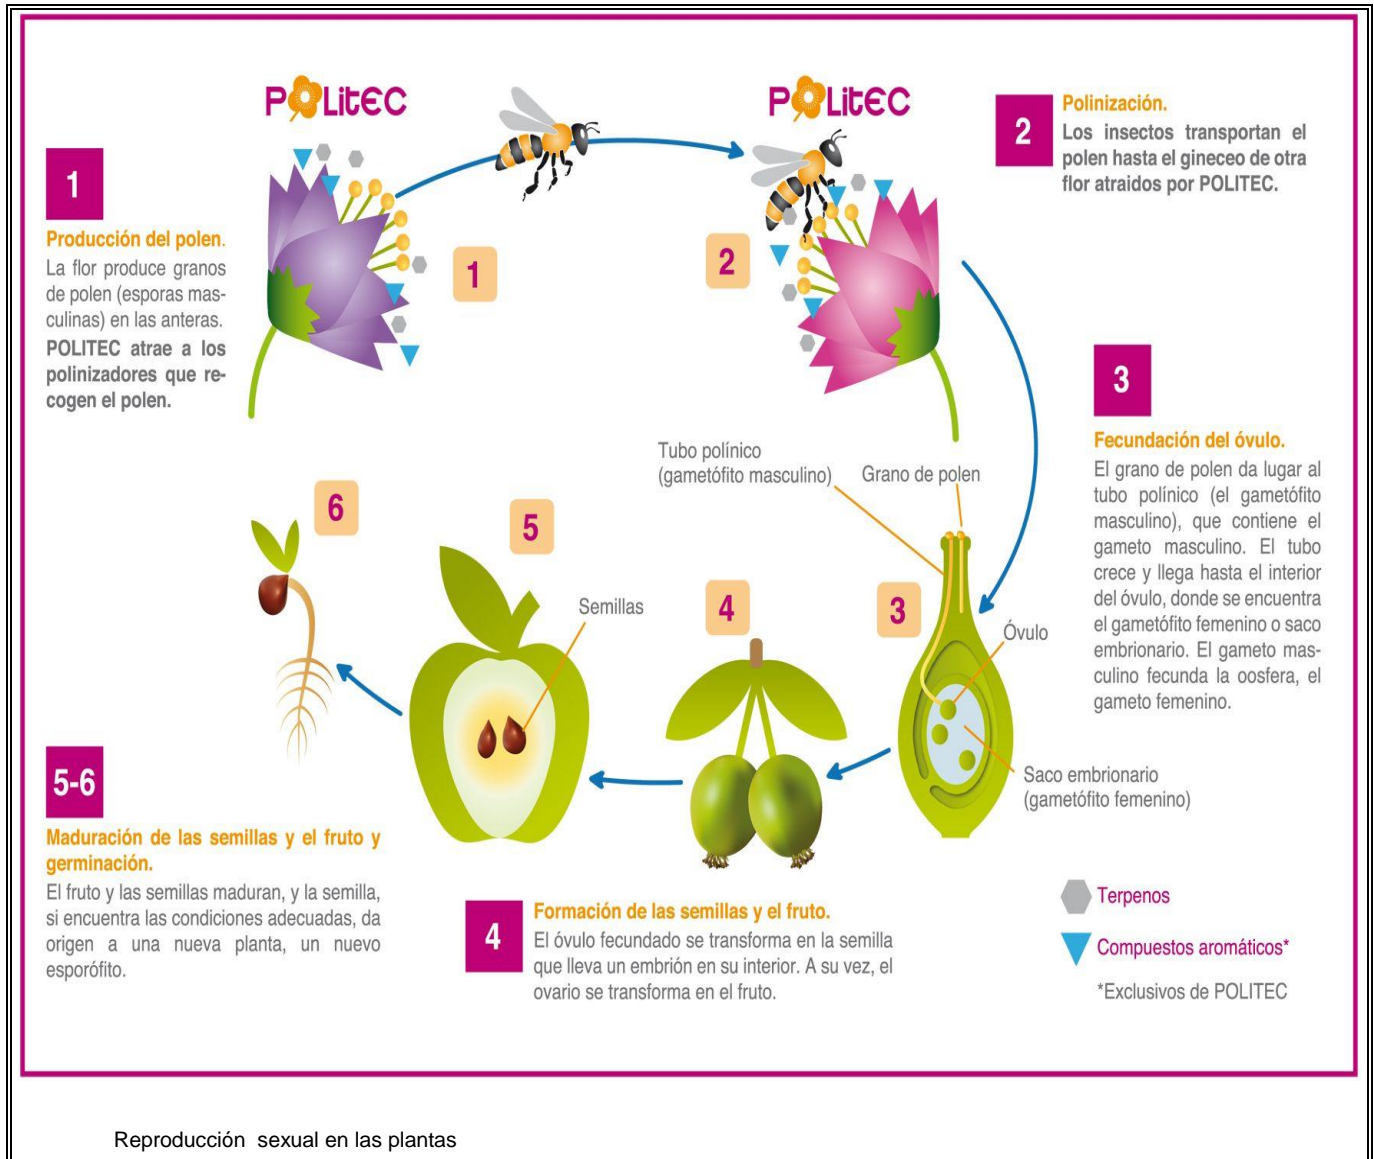 POLitEC
POLitEC
1
Producción del polen.
La flor produce granos
de polen (esporas mas-
culinas) en las anteras.
POLITEC atrae a los
polinizadores que re-
cogen el polen.
1
2
2
Polinización.
Los insectos transportan el
polen hasta el gineceo de otra
flor atraidos por POLITEC.
3
Fecundación del óvulo.
El grano de polen da lugar al
tubo polínico (el gametófito
masculino), que contiene el
gameto masculino. El tubo
crece y llega hasta el interior
del óvulo, donde se encuentra
el gametófito femenino o saco
embrionario. El gameto mas-
culino fecunda la oosfera, el
gameto femenino.
Tubo polínico
(gametófito masculino)
Grano de polen
3
Óvulo
Saco embrionario
(gametófito femenino)
4
5
Semillas
6
5-6
Maduración de las semillas y el fruto y
germinación.
El fruto y las semillas maduran, y la semilla,
si encuentra las condiciones adecuadas, da
origen a una nueva planta, un nuevo
esporófito.
4
Formación de las semillas y el fruto.
El óvulo fecundado se transforma en la semilla
que lleva un embrión en su interior. A su vez, el
ovario se transforma en el fruto.
Terpenos
Compuestos aromáticos*
*Exclusivos de POLITEC
Reproducción sexual en las plantas